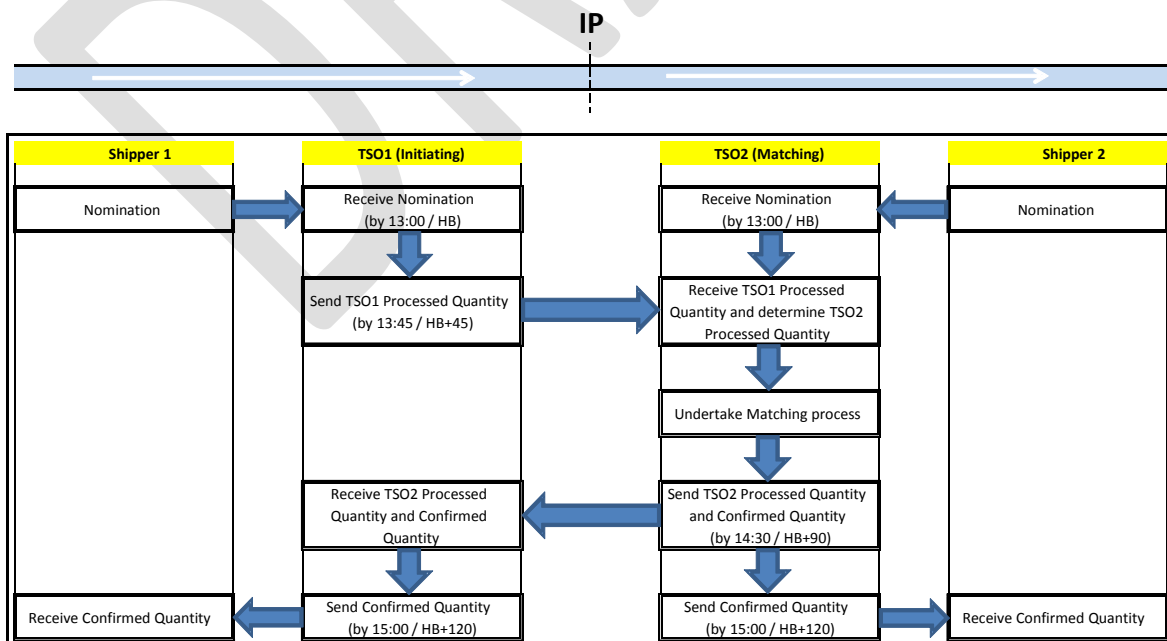 IP
Shipper 1
TSO1 (Initiating)
TSO2 (Matching)
Shipper 2
Nomination
Receive Nomination
(by 13:00 / HB)
Receive Nomination
(by 13:00 / HB)
Nomination
Send TSO1 Processed Quantity
(by 13:45 / HB+45)
Receive TSO1 Processed
Quantity and determine TSO2
Processed Quantity
Undertake Matching process
Receive TSO2 Processed
Quantity and Confirmed
Quantity
Send TSO2 Processed Quantity
and Confirmed Quantity
(by 14:30 / HB+90)
Receive Confirmed Quantity
Send Confirmed Quantity
(by 15:00 / HB+120)
Send Confirmed Quantity
(by 15:00 / HB+120)
Receive Confirmed Quantity